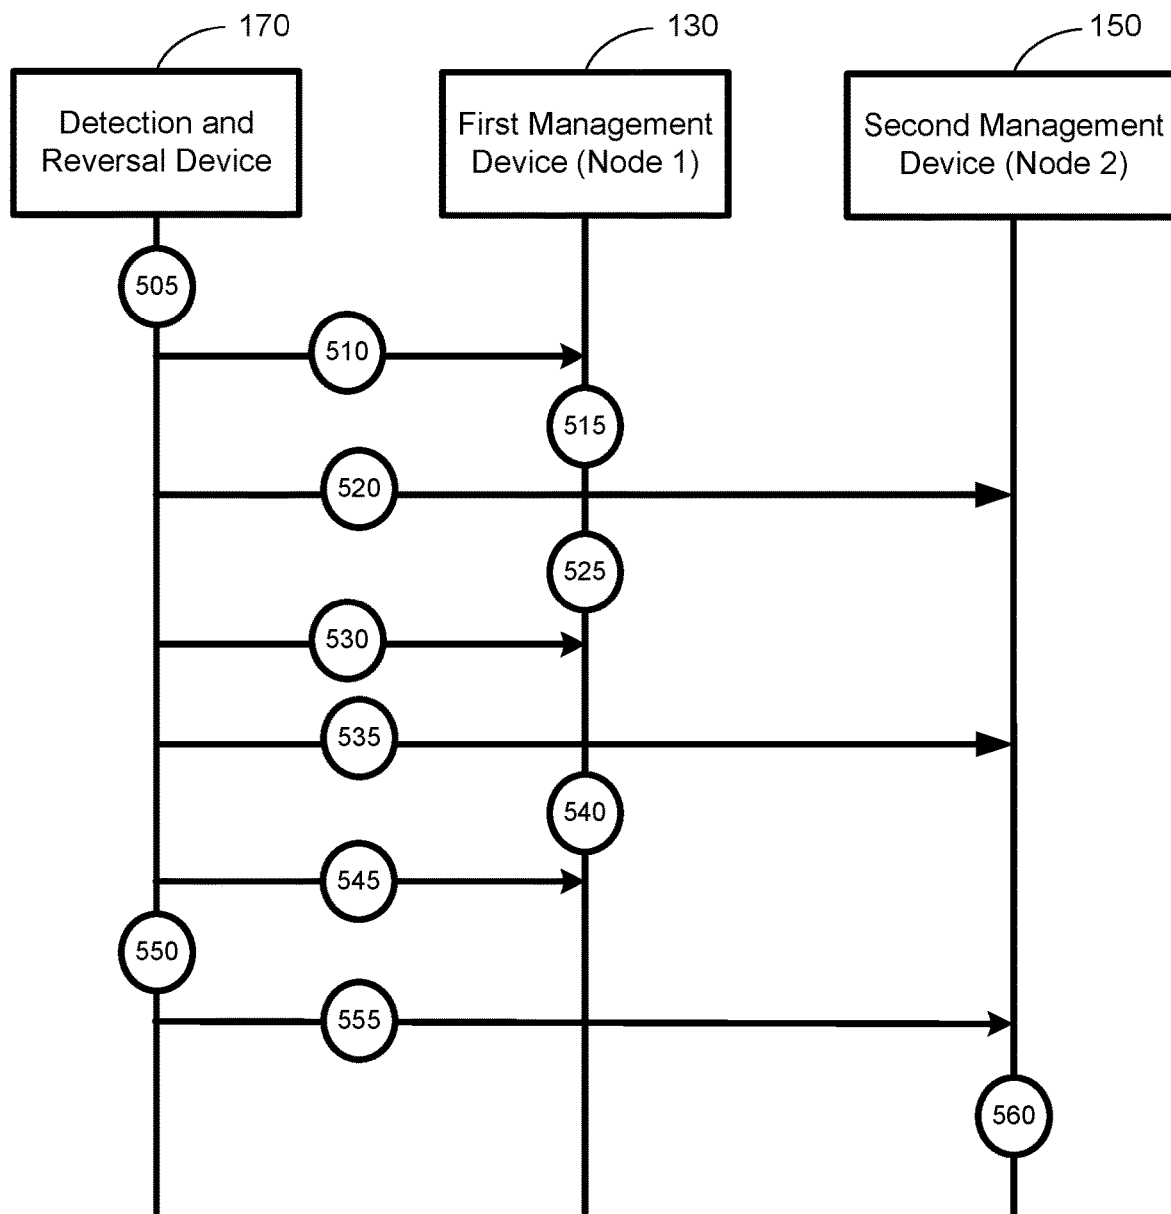 170
130
150
Detection and
Reversal Device
First Management
Device (Node 1)
Second Management
Device (Node 2)
505
510
515
520
525
530
535
540
545
550
555
560